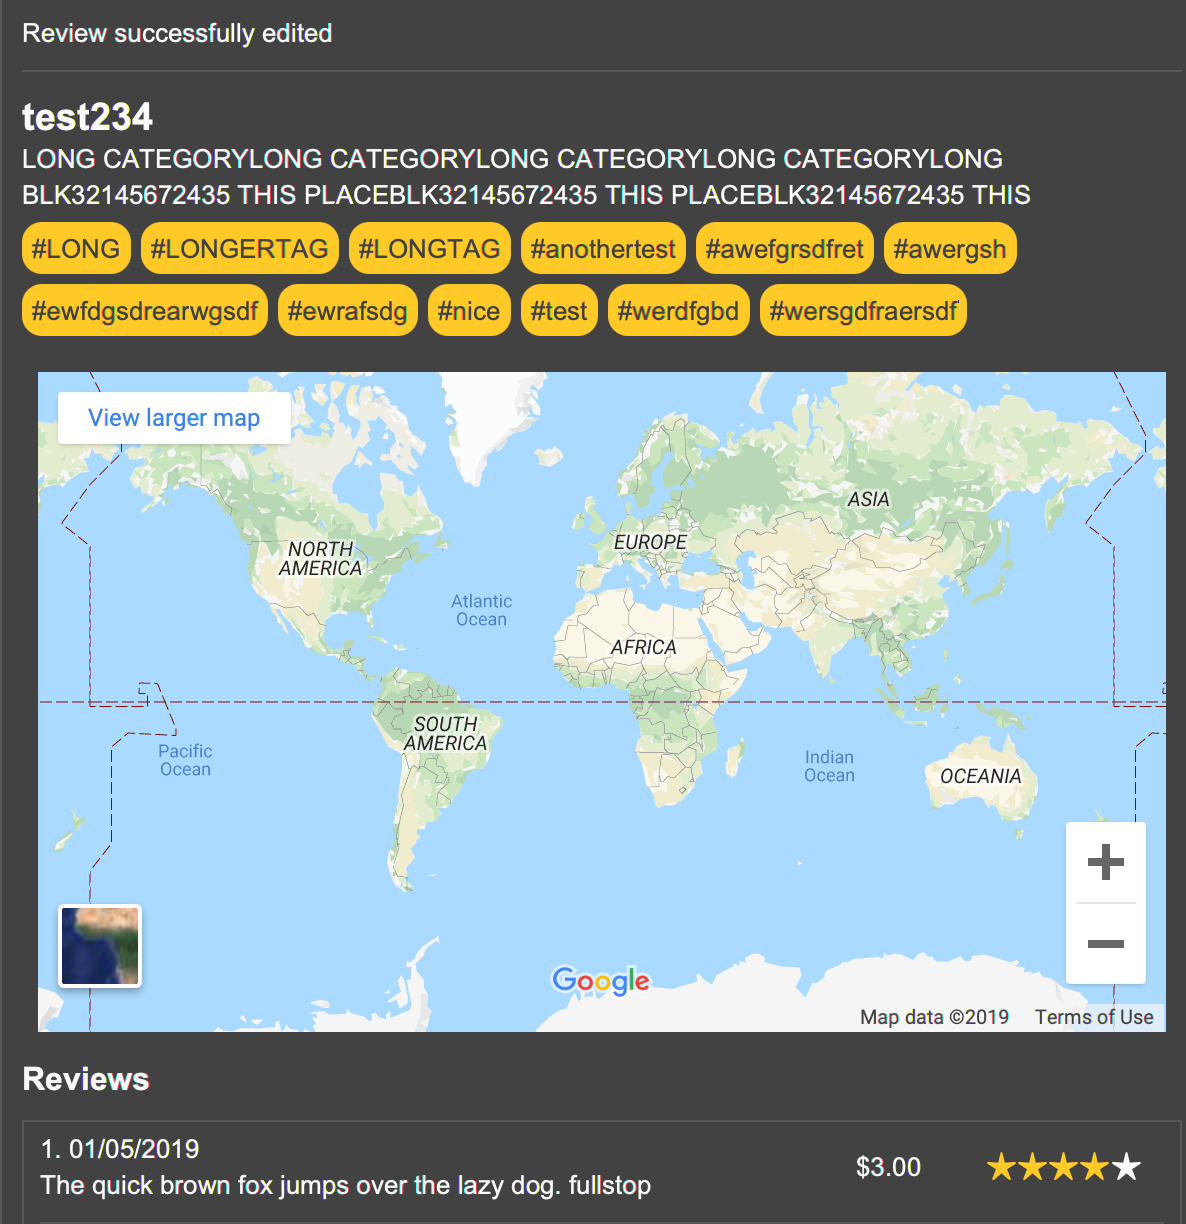 Review successfully edited
test234
LONG CATEGORYLONG CATEGORYLONG CATEGORYLONG CATEGORYLONG
BLK32145672435 THIS PLACEBLK32145672435 THIS PLACEBLK32145672435 THIS
#LONG #LONGERTAG #LONGTAG #anothertest #awefgrsdfret #awergsh
#ewfdgsdrearwgsdf #ewrafsdg #nice #test #werdfgbd #wersgdfraersdf
View larger map
ASIA
EUROPE
NORTH
AMERICA
Atlantic
Ocean
AFRICA
SOUTH
AMERICA
Pacific
Ocean
Indian
Ocean
OCEANIA
Google
Map data ©2019 Terms of Use
Reviews
1. 01/05/2019
The quick brown fox jumps over the lazy dog. fullstop
$3.00